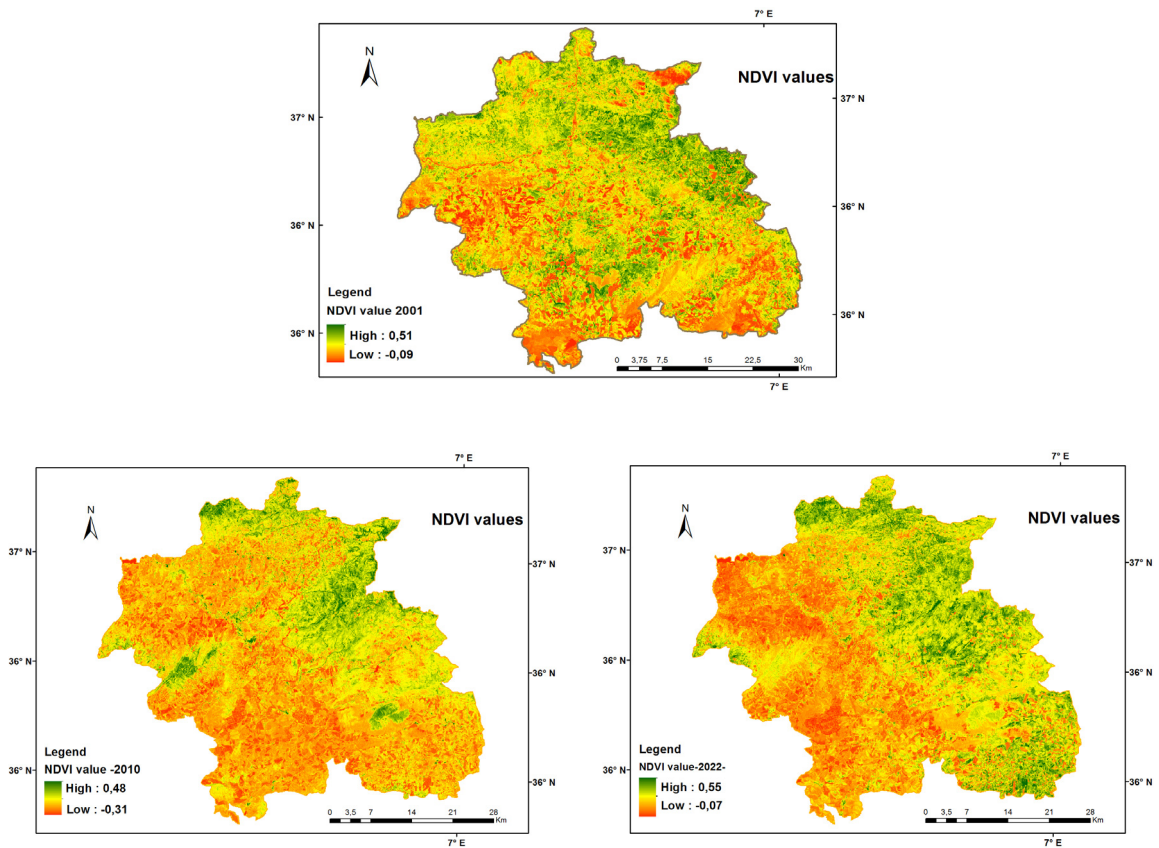 7° E
N
NDVI values
37° N
37° N
36° N
36° N
Legend
NDVI value 2001
High : 0,51
Low : -0,09
36° N
36° N
0 3,75 7,5 15 22,5 30
Km
7° E
7° E
N
NDVI values
37° N
37° N
36° N
36° N
Legend
NDVI value -2010
High : 0,48
Low : -0,31
36° N
36° N
0 3,5 7 14 21 28
Km
7° E
7° E
N
NDVI values
37° N
37° N
36° N
36° N
Legend
NDVI value-2022-
High : 0,55
Low : -0,07
36° N
36° N
0 3,5 7 14 21 28
Km
7° E